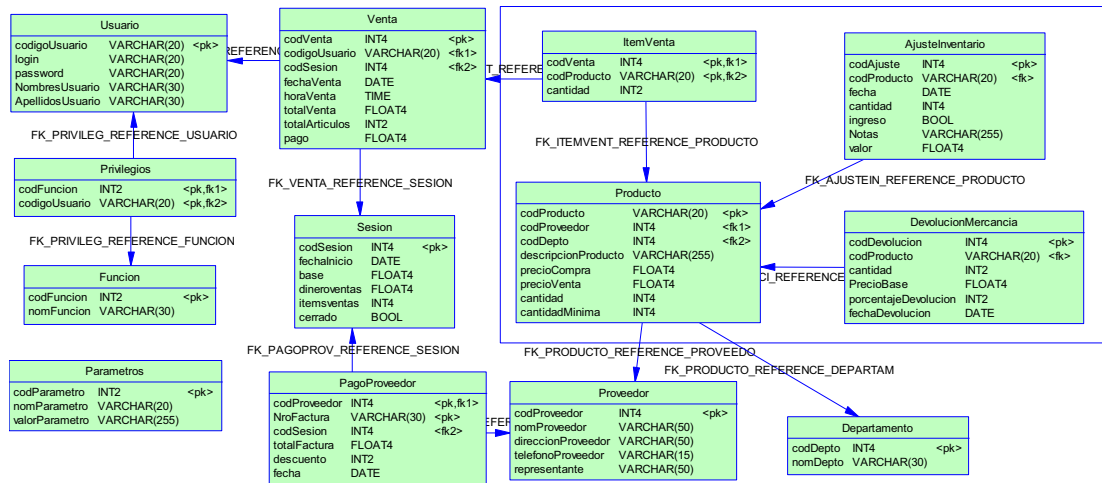 Usuario
codigoUsuario VARCHAR(20) <pk>
login VARCHAR(20)
password VARCHAR(20)
NombresUsuario VARCHAR(30)
ApellidosUsuario VARCHAR(30)
Venta
codVenta INT4 <pk>
codigoUsuario VARCHAR(20) <fk1>
codSesion INT4 <fk2>
fechaVenta DATE
horaVenta TIME
totalVenta FLOAT4
totalArticulos INT2
pago FLOAT4
ItemVenta
codVenta INT4 <pk,fk1>
codProducto VARCHAR(20) <pk,fk2>
cantidad INT2
AjusteInventario
codAjuste INT4 <pk>
codProducto VARCHAR(20) <fk>
fecha DATE
cantidad INT4
ingreso BOOL
Notas VARCHAR(255)
valor FLOAT4
FK_PRIVILEG_REFERENCE_USUARIO
FK_ITEMVENT_REFERENCE_PRODUCTO
FK_VENTA_REFERENCE_SESION
FK_AJUSTEIN_REFERENCE_PRODUCTO
Privilegios
codFuncion INT2 <pk,fk1>
codigoUsuario VARCHAR(20) <pk,fk2>
FK_PRIVILEG_REFERENCE_FUNCION
Producto
codProducto VARCHAR(20) <pk>
codProveedor INT4 <fk1>
codDepto INT4 <fk2>
descripcionProducto VARCHAR(255)
precioCompra FLOAT4
precioVenta FLOAT4
cantidad INT4
cantidadMinima INT4
Sesion
codSesion INT4 <pk>
fechaInicio DATE
base FLOAT4
dineroventas FLOAT4
itemsventas INT4
cerrado BOOL
DevolucionMercancia
codDevolucion INT4 <pk>
codProducto VARCHAR(20) <fk>
cantidad INT2
PrecioBase FLOAT4
porcentajeDevolucion INT2
fechaDevolucion DATE
Funcion
codFuncion INT2 <pk>
nomFuncion VARCHAR(30)
FK_PAGOPROV_REFERENCE_SESION
FK_PRODUCTO_REFERENCE_PROVEEDO
FK_PRODUCTO_REFERENCE_DEPARTAM
Parametros
codParametro INT2 <pk>
nomParametro VARCHAR(20)
valorParametro VARCHAR(255)
PagoProveedor
codProveedor INT4 <pk,fk1>
NroFactura VARCHAR(30) <pk>
codSesion INT4 <fk2>
totalFactura FLOAT4
descuento INT2
fecha DATE
Proveedor
codProveedor INT4 <pk>
nomProveedor VARCHAR(50)
direccionProveedor VARCHAR(50)
telefonoProveedor VARCHAR(15)
representante VARCHAR(50)
Departamento
codDepto INT4 <pk>
nomDepto VARCHAR(30)